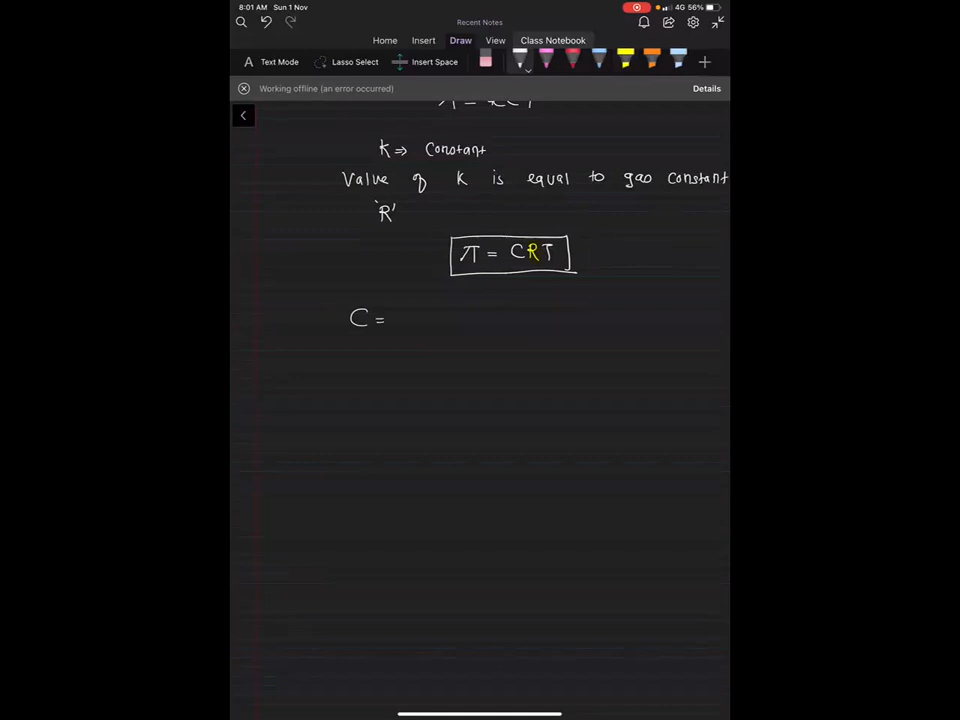 8:01 AM Sun 1 Nov
4G 56%
Recent Notes
Home Insert Draw View Class Notebook
Text Mode Lasso Select Insert Space
Working offline (an error occurred) Details
k ⇒ Constant
Value of k is equal to gas constant
'R'
π = CRT
C =